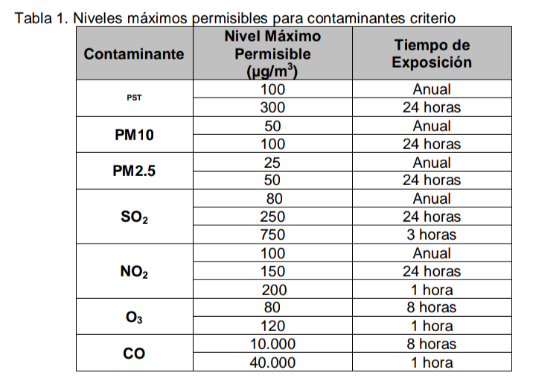 Tabla 1. Niveles máximos permisibles para contaminantes criterio
Contaminante Nivel Máximo Permisible (µg/m³) Tiempo de Exposición
PST 100 Anual
300 24 horas
PM10 50 Anual
100 24 horas
PM2.5 25 Anual
50 24 horas
SO₂ 80 Anual
250 24 horas
750 3 horas
NO₂ 100 Anual
150 24 horas
200 1 hora
O₃ 80 8 horas
120 1 hora
CO 10.000 8 horas
40.000 1 hora